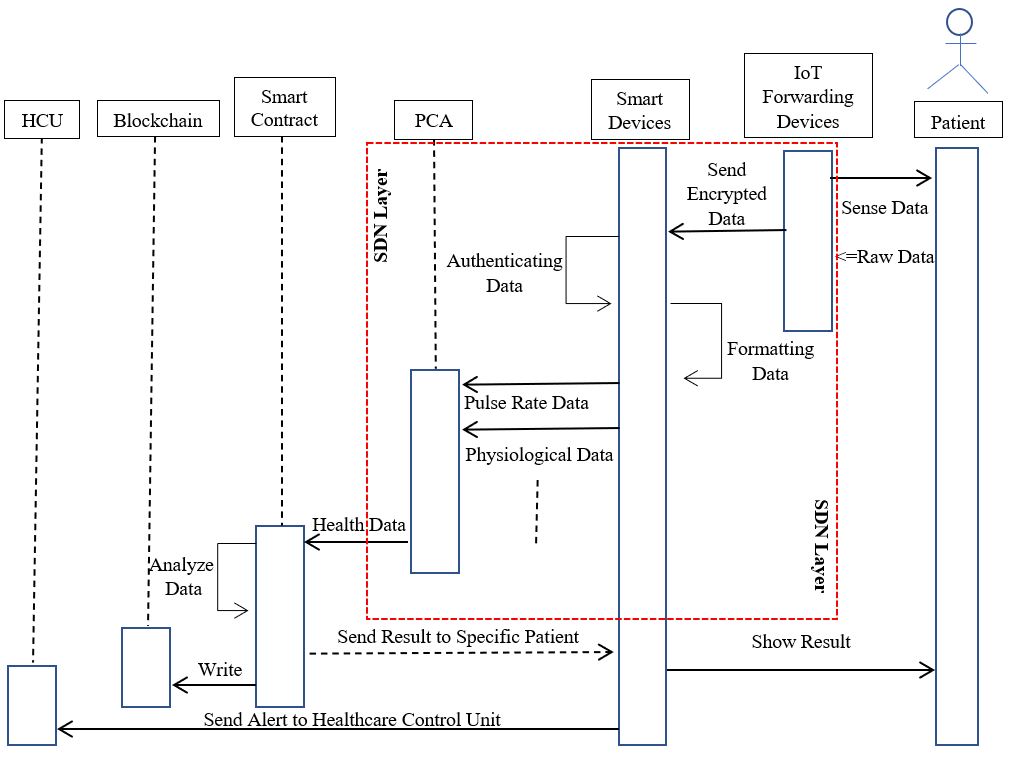 HCU
Blockchain
Smart
Contract
PCA
Smart
Devices
IoT
Forwarding
Devices
Patient
SDN Layer
Send
Encrypted
Data
Sense Data
<=Raw Data
Authenticating
Data
Formatting
Data
Pulse Rate Data
Physiological Data
SDN Layer
Health Data
Analyze
Data
Send Result to Specific Patient
Show Result
Write
Send Alert to Healthcare Control Unit